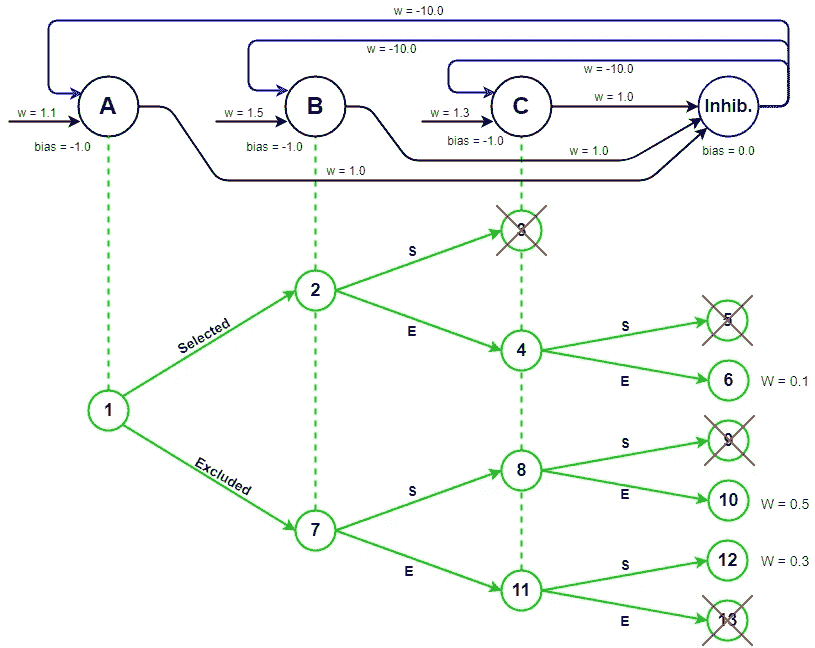 w = -10.0
w = -10.0
w = -10.0
w = 1.1
A
w = 1.5
B
w = 1.3
C
w = 1.0
Inhib.
bias = -1.0
bias = -1.0
bias = -1.0
w = 1.0
bias = 0.0
w = 1.0
3
S
2
E
Selected
4
S
5
E
6
W = 0.1
1
Excluded
7
S
8
S
9
E
10
W = 0.5
E
11
S
12
W = 0.3
E
13